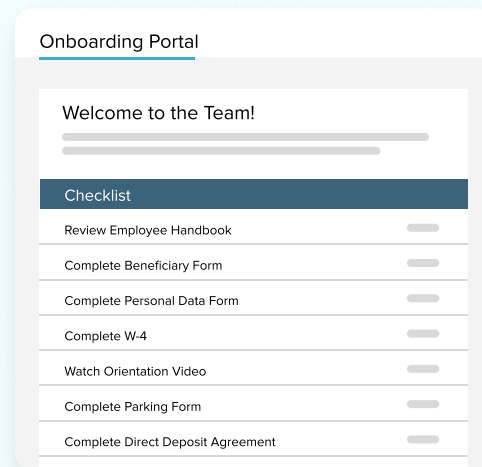 Onboarding Portal
Welcome to the Team!
Checklist
Review Employee Handbook
Complete Beneficiary Form
Complete Personal Data Form
Complete W-4
Watch Orientation Video
Complete Parking Form
Complete Direct Deposit Agreement